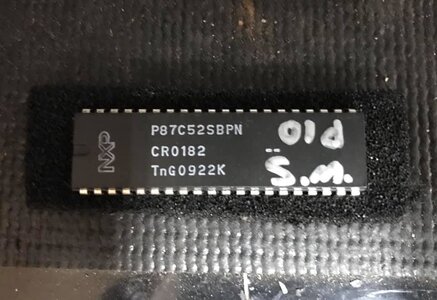 NXP
P87C52SBPN
CR0182
TnG0922K
Old
S.W.